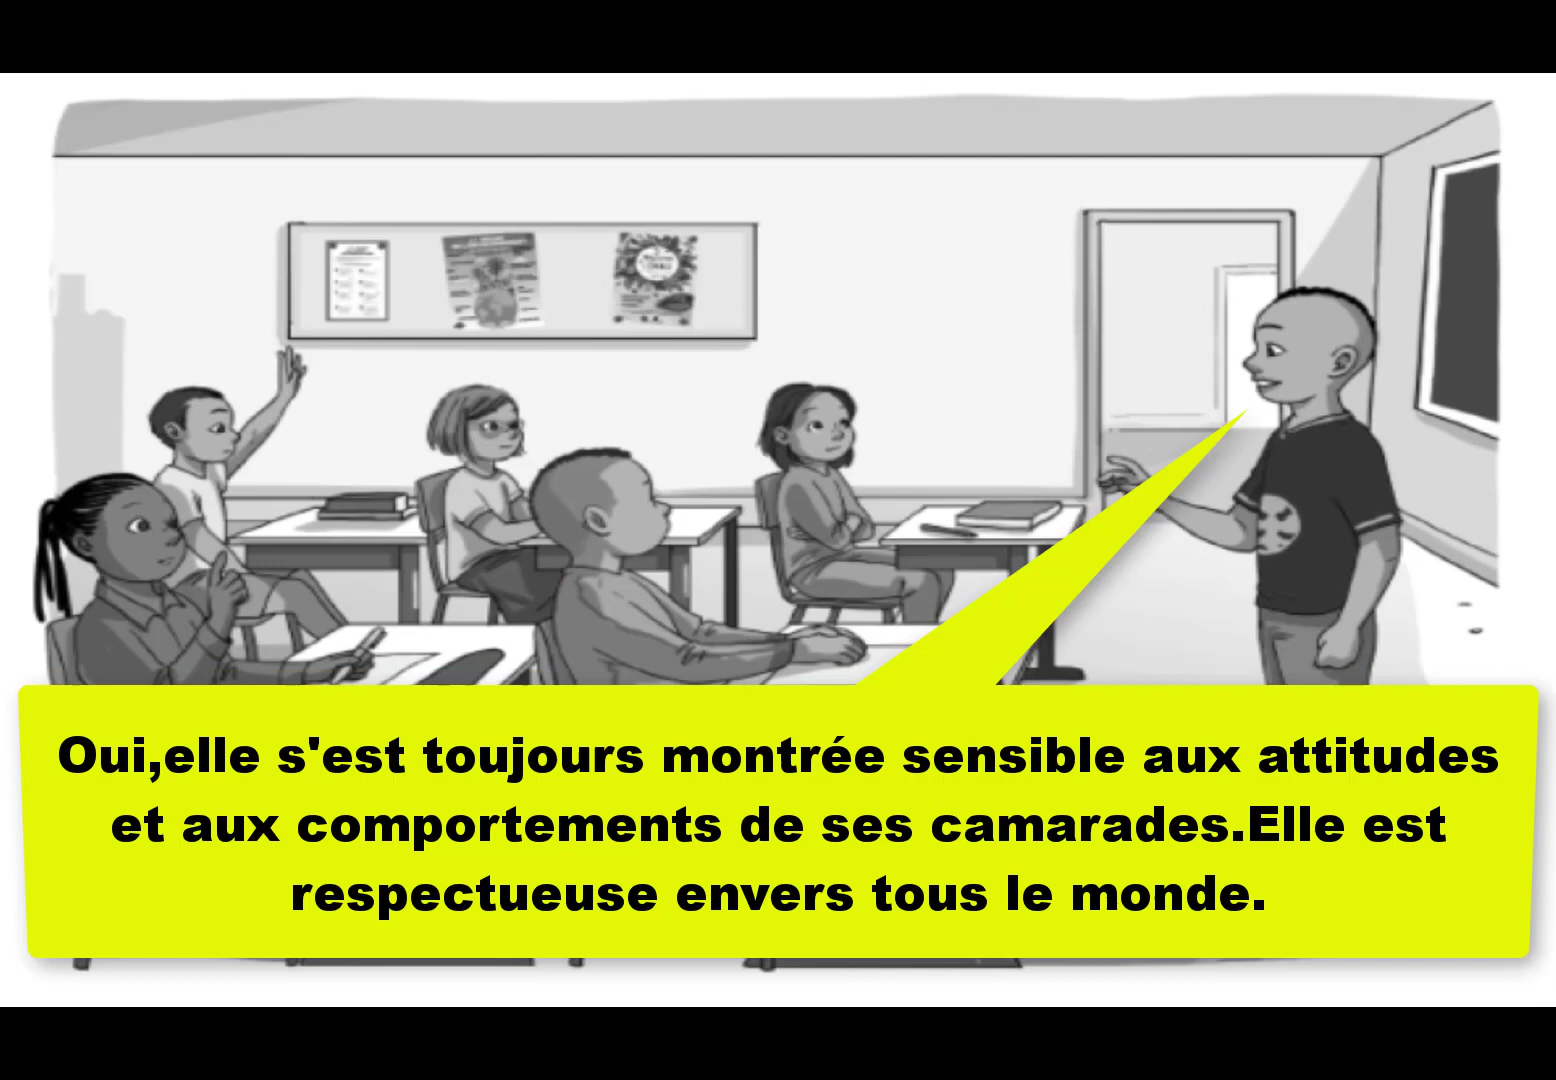 Oui,elle s'est toujours montrée sensible aux attitudes
et aux comportements de ses camarades.Elle est
respectueuse envers tous le monde.